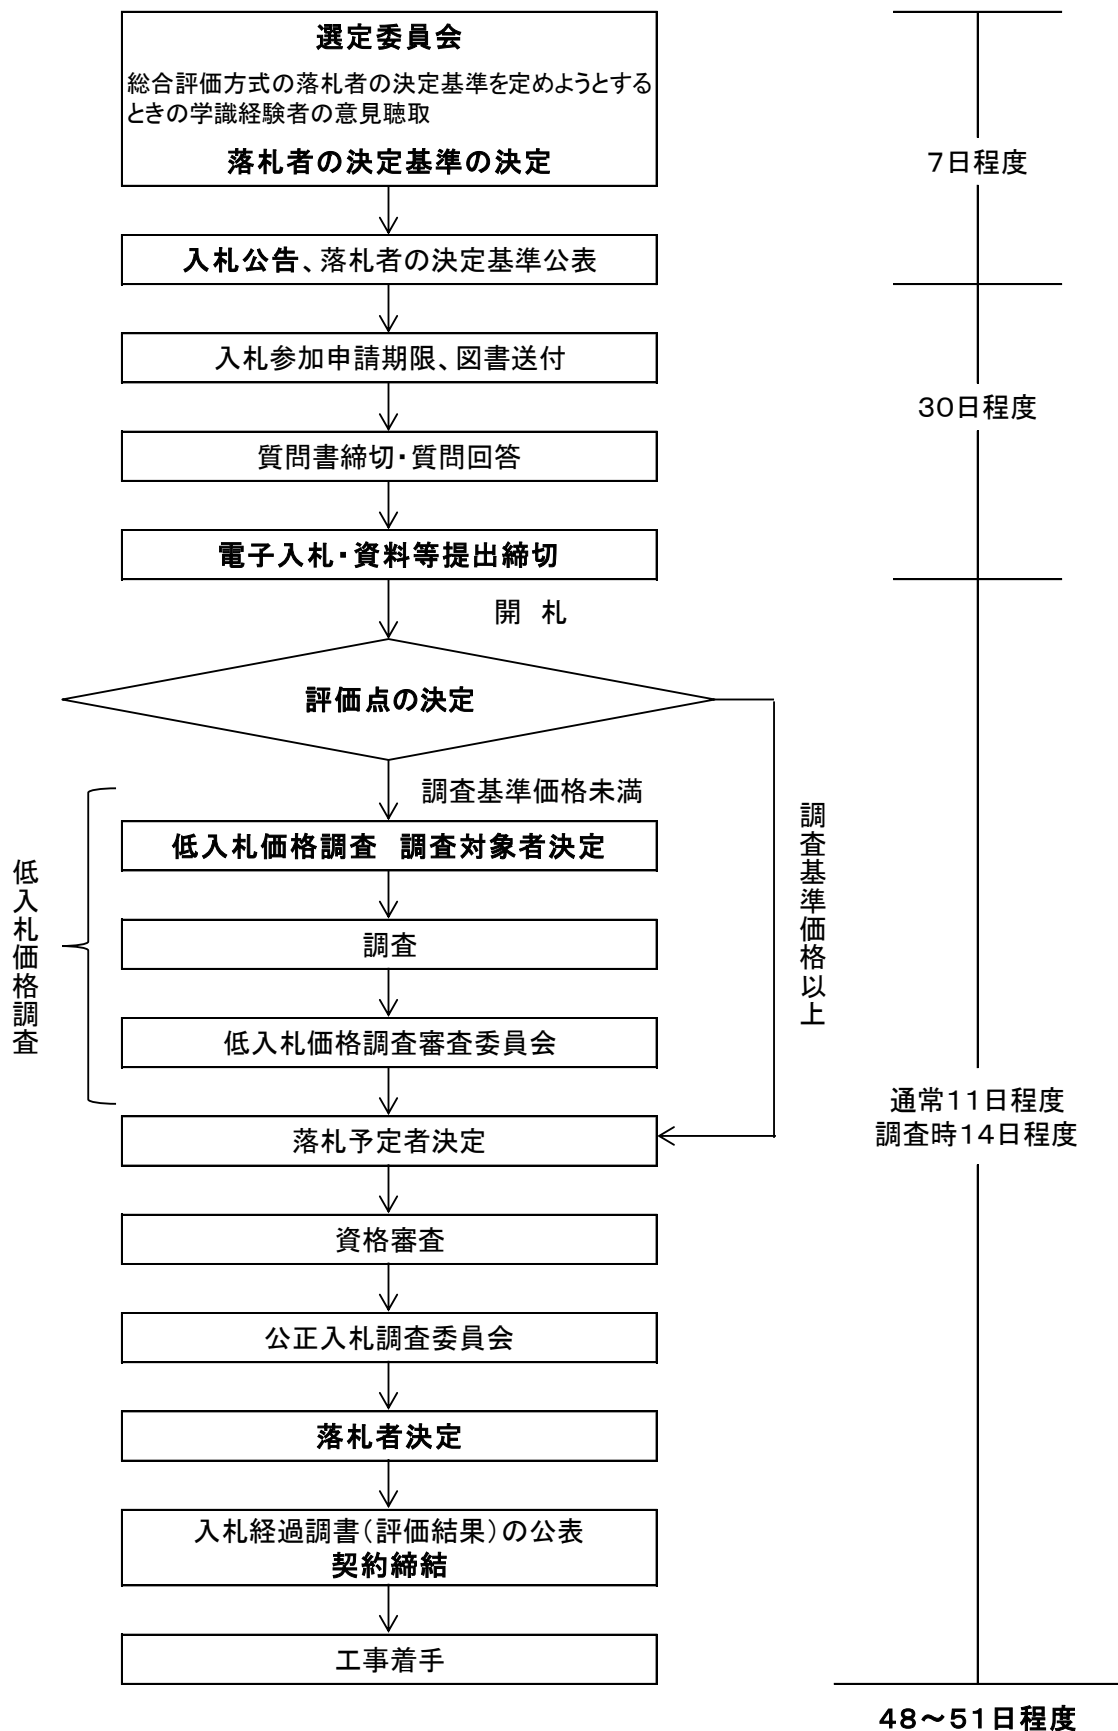 選定委員会
総合評価方式の落札者の決定基準を定めようとする
ときの学識経験者の意見聴取
落札者の決定基準の決定
7日程度
入札公告、落札者の決定基準公表
入札参加申請期限、図書送付
30日程度
質問書締切・質問回答
電子入札・資料等提出締切
開 札
評価点の決定
調査基準価格未満
調査基準価格以上
低入札価格調査
低入札価格調査 調査対象者決定
調査
低入札価格調査審査委員会
通常11日程度
調査時14日程度
落札予定者決定
資格審査
公正入札調査委員会
落札者決定
入札経過調書(評価結果)の公表
契約締結
工事着手
48~51日程度